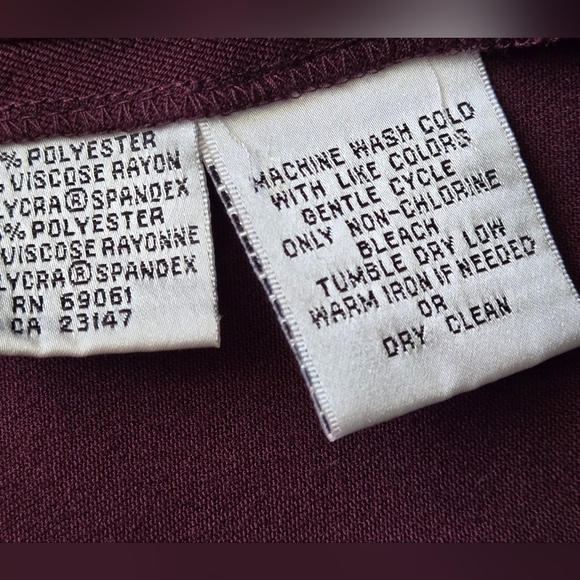 % POLYESTER
VISCOSE RAYON
LYCRA® SPANDEX
% POLYESTER
VISCOSE RAYONNE
LYCRA® SPANDEX
RN 69061
CA 23147
MACHINE WASH COLD
WITH LIKE COLORS
GENTLE CYCLE
ONLY NON-CHLORINE
BLEACH
TUMBLE DRY LOW
WARM IRON IF NEEDED
OR
DRY CLEAN